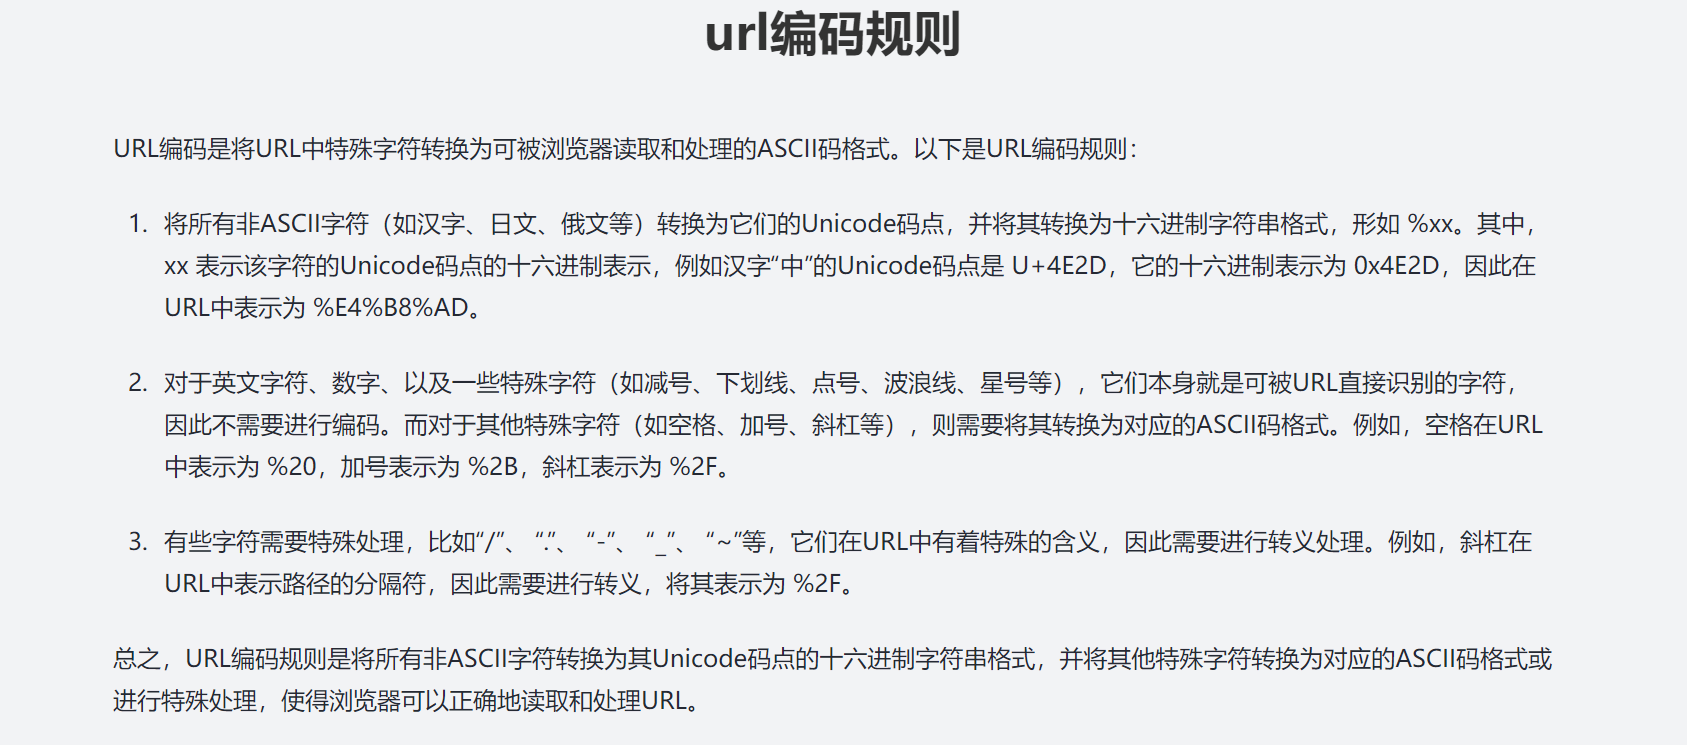 url编码规则
URL编码是将URL中特殊字符转换为可被浏览器读取和处理的ASCII码格式。以下是URL编码规则：
1. 将所有非ASCII字符（如汉字、日文、俄文等）转换为它们的Unicode码点，并将其转换为十六进制字符串格式，形如 %xx。其中，
xx 表示该字符的Unicode码点的十六进制表示，例如汉字“中”的Unicode码点是 U+4E2D，它的十六进制表示为 0x4E2D，因此在
URL中表示为 %E4%B8%AD。
2. 对于英文字符、数字、以及一些特殊字符（如减号、下划线、点号、波浪线、星号等），它们本身就是可被URL直接识别的字符，
因此不需要进行编码。而对于其他特殊字符（如空格、加号、斜杠等），则需要将其转换为对应的ASCII码格式。例如，空格在URL
中表示为 %20，加号表示为 %2B，斜杠表示为 %2F。
3. 有些字符需要特殊处理，比如“/”、 “.”、 “-”、 “_”、 “~”等，它们在URL中有着特殊的含义，因此需要进行转义处理。例如，斜杠在
URL中表示路径的分隔符，因此需要进行转义，将其表示为 %2F。
总之，URL编码规则是将所有非ASCII字符转换为其Unicode码点的十六进制字符串格式，并将其他特殊字符转换为对应的ASCII码格式或
进行特殊处理，使得浏览器可以正确地读取和处理URL。